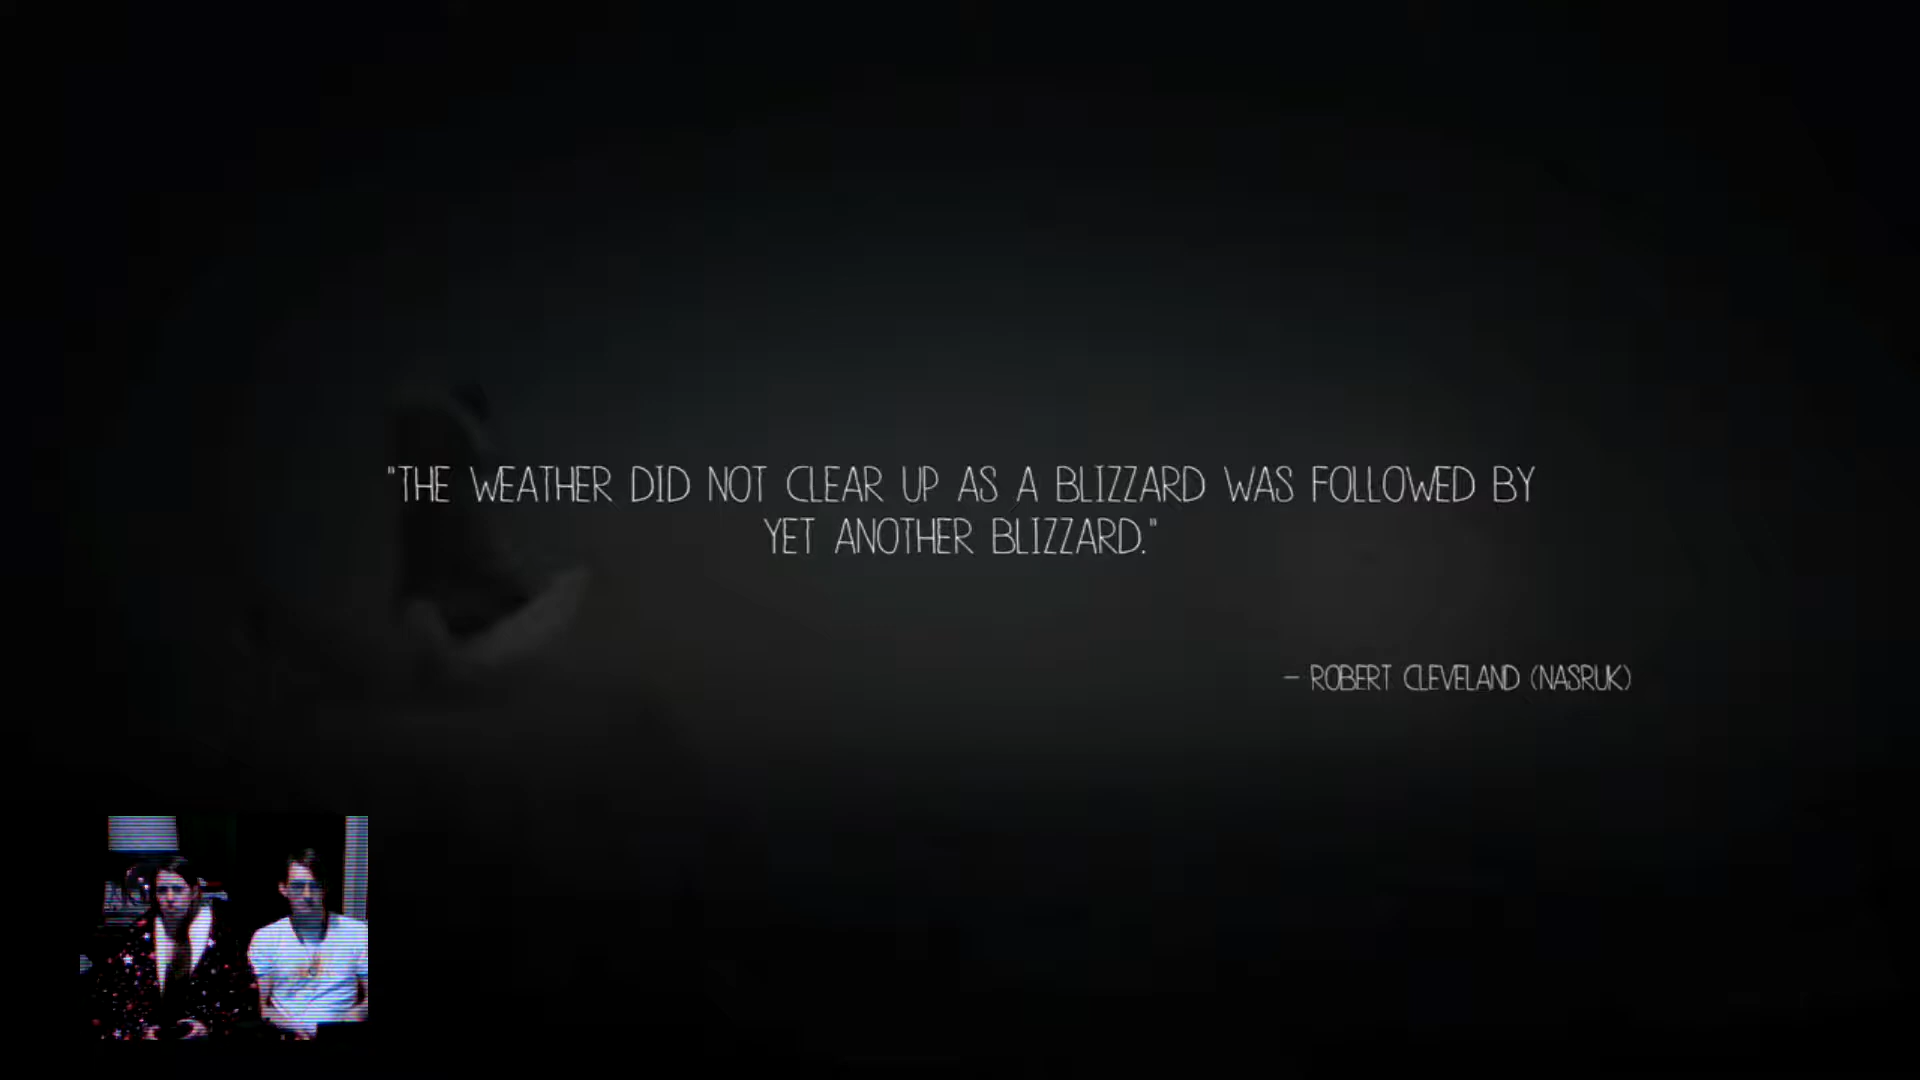 "THE WEATHER DID NOT CLEAR UP AS A BLIZZARD WAS FOLLOWED BY
YET ANOTHER BLIZZARD."
— ROBERT CLEVELAND (NASRUK)